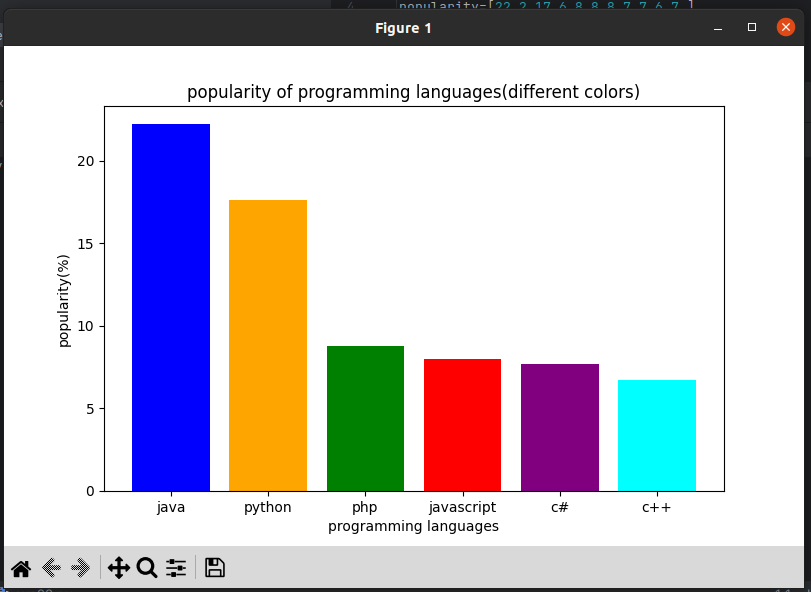 Figure 1
popularity of programming languages(different colors)
popularity(%)
20
15
10
5
0
java python php javascript c# c++
programming languages